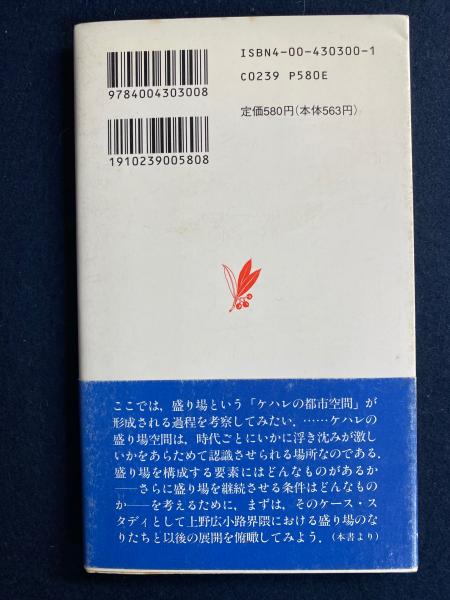 ISBN4-00-430300-1
C0239 P580E
定価580円(本体563円)
9784004303008
1910239005808
ここでは,盛り場という「ケハレの都市空間」が
形成される過程を考察してみたい.……ケハレの
盛り場空間は,時代ごとにいかに浮き沈みが激し
いかをあらためて認識させられる場所なのである.
盛り場を構成する要素にはどんなものがあるか
――さらに盛り場を継続させる条件はどんなもの
か――を考えるために,まずは,そのケース・ス
タディとして上野広小路界隈における盛り場のな
りたちと以後の展開を俯瞰してみよう.(本書より)